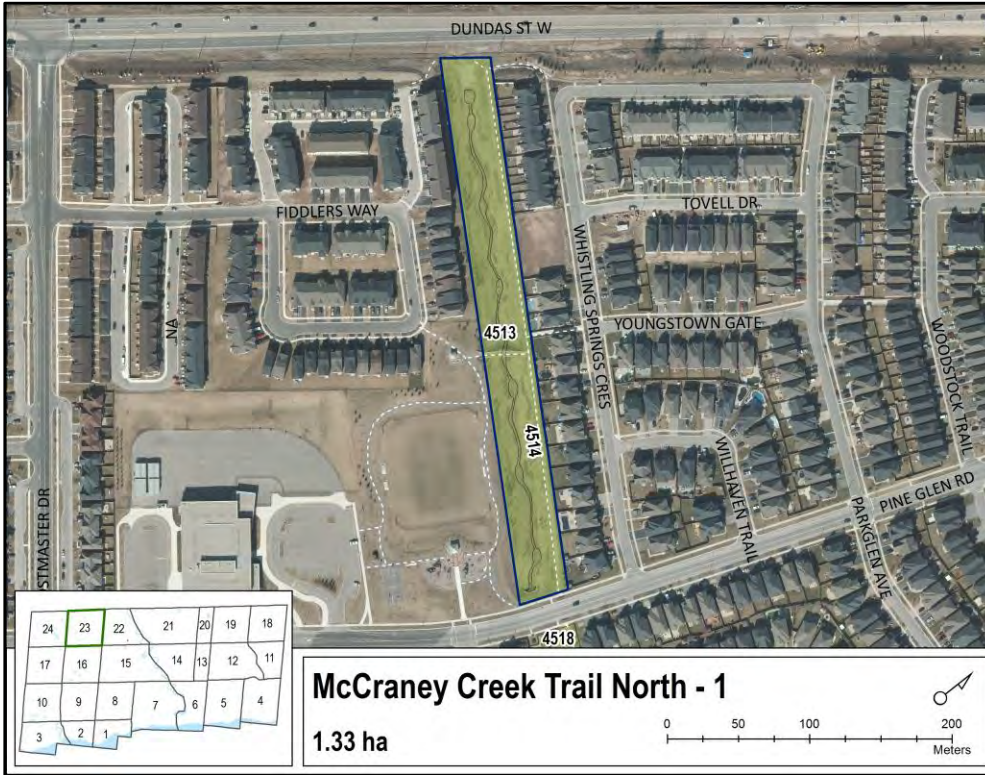 DUNDAS ST W
FIDDLERS WAY
TOVELL DR
WHISTLING SPRINGS CRES
NA
4513
YOUNGSTOWN GATE
WOODSTOCK TRAIL
4514
WILLHAVEN TRAIL
PINE GLEN RD
PARKGLEN AVE
STMASTER DR
4518
24 23 22 21 20 19 18
17 16 15 14 13 12 11
10 9 8 7 6 5 4
3 2 1
McCraney Creek Trail North - 1
1.33 ha
0 50 100 200
Meters